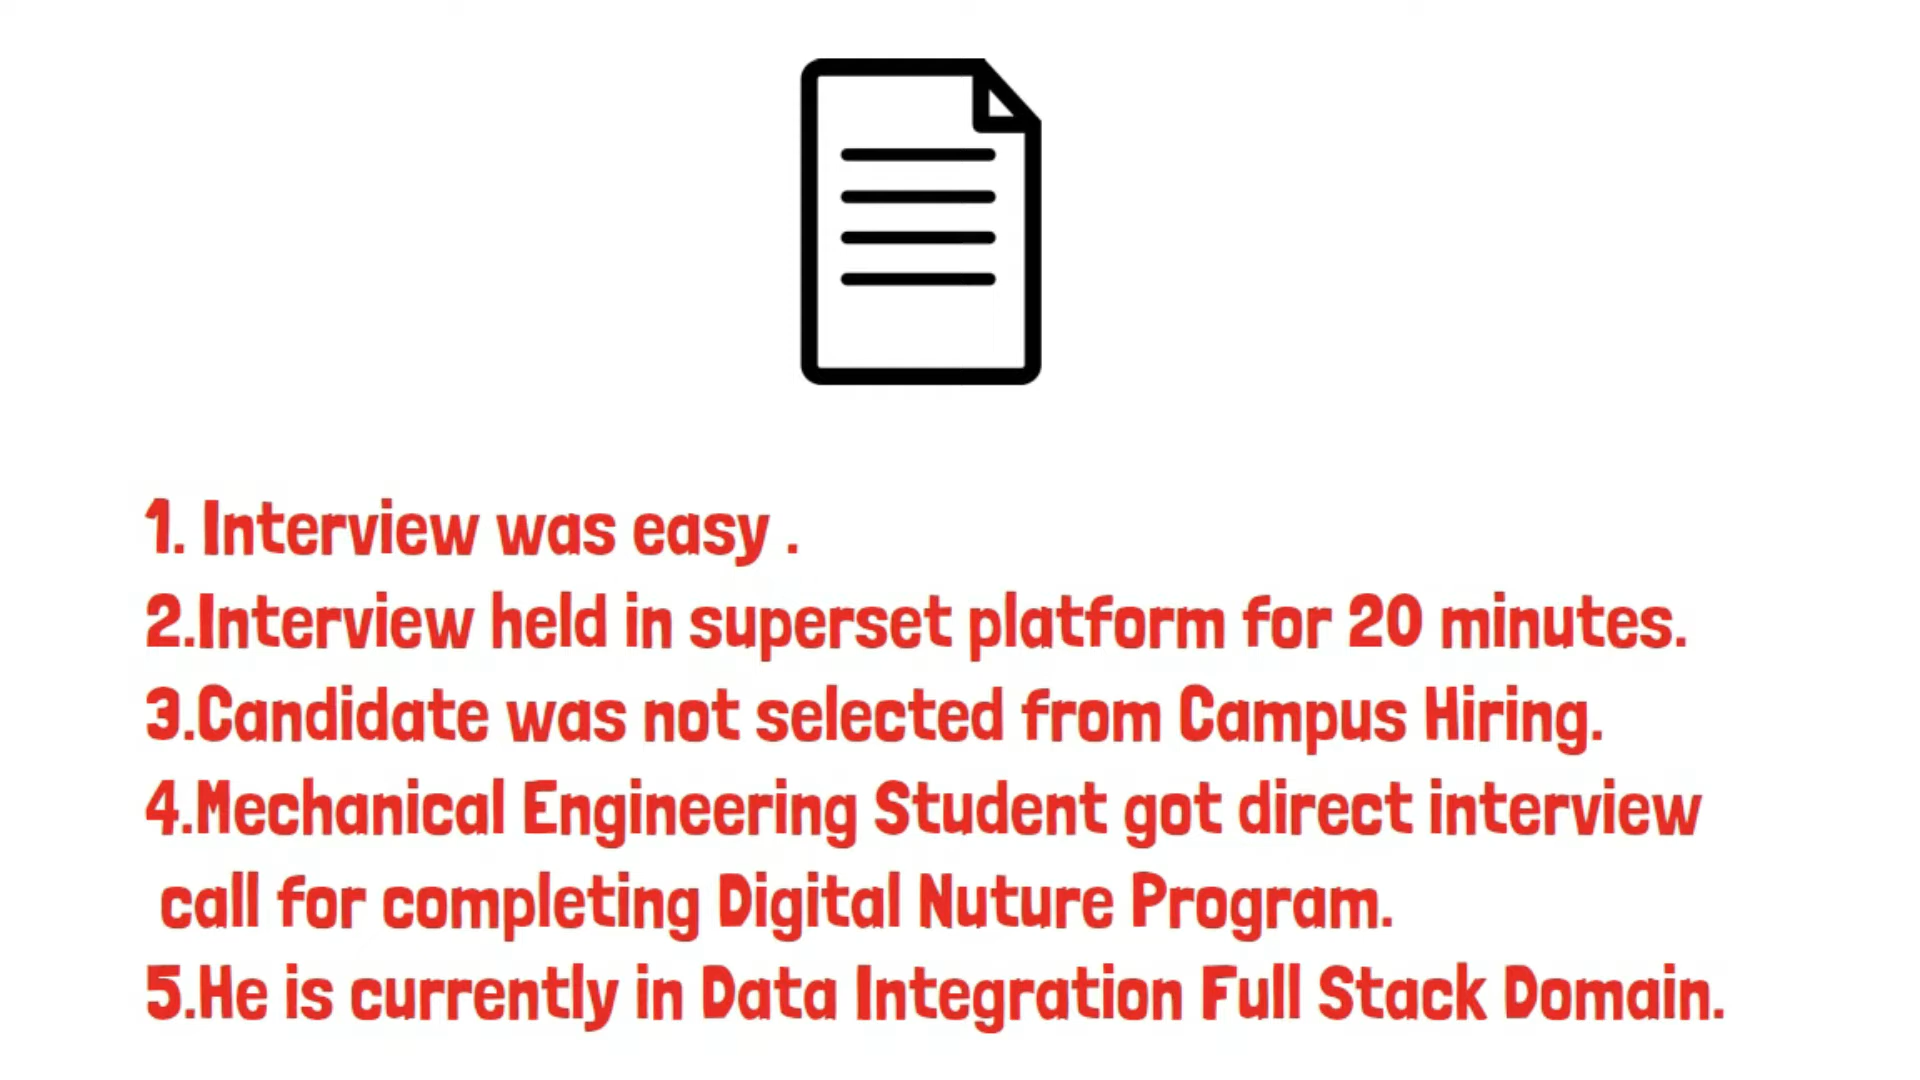 1. Interview was easy .
2.Interview held in superset platform for 20 minutes.
3.Candidate was not selected from Campus Hiring.
4.Mechanical Engineering Student got direct interview
call for completing Digital Nuture Program.
5.He is currently in Data Integration Full Stack Domain.